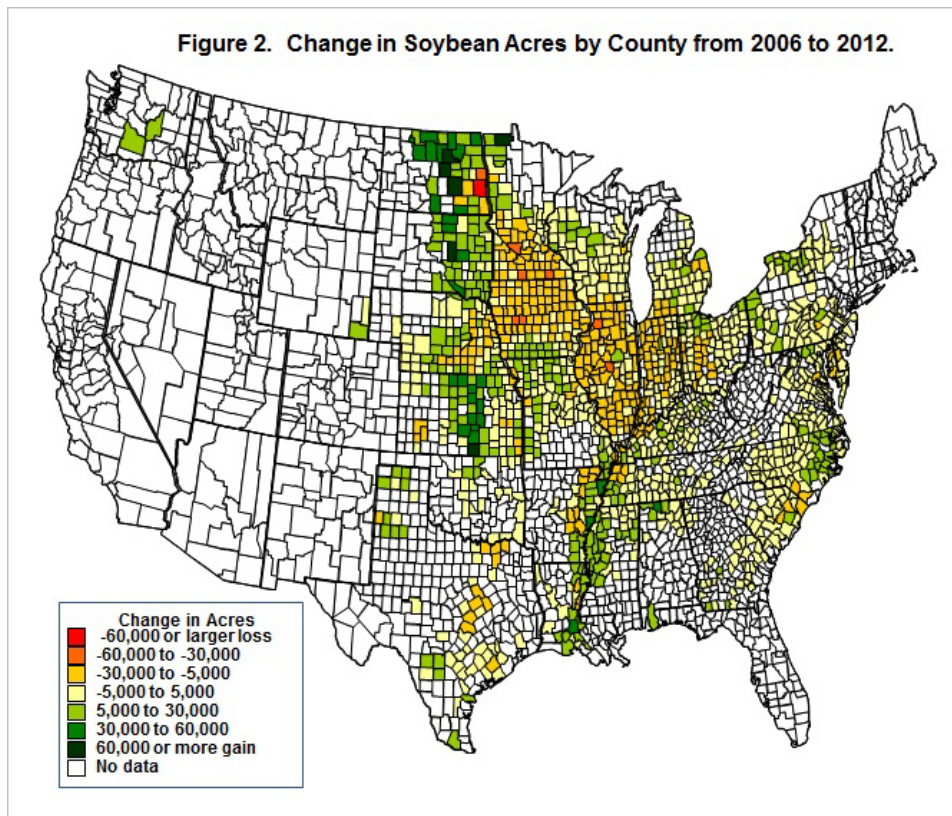 Figure 2. Change in Soybean Acres by County from 2006 to 2012.
Change in Acres
-60,000 or larger loss
-60,000 to -30,000
-30,000 to -5,000
-5,000 to 5,000
5,000 to 30,000
30,000 to 60,000
60,000 or more gain
No data